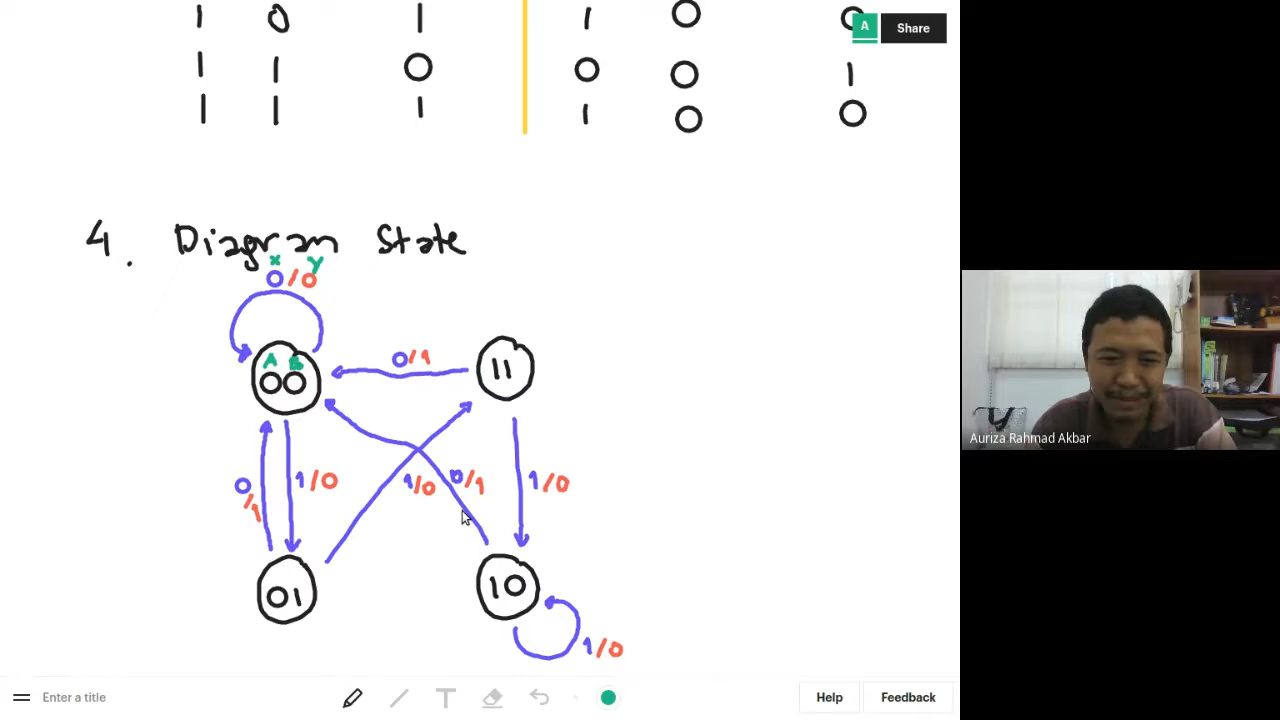 1 0 1 1 0 0
A Share
1 1 0 0 0 1
1 1 1 1 0 0
4. Diagram State
x y
0/0
A B
00
0/1
11
0/1
1/0
1/0
0/1
1/0
01
10
1/0
Auriza Rahmad Akbar
Enter a title
T
Help
Feedback